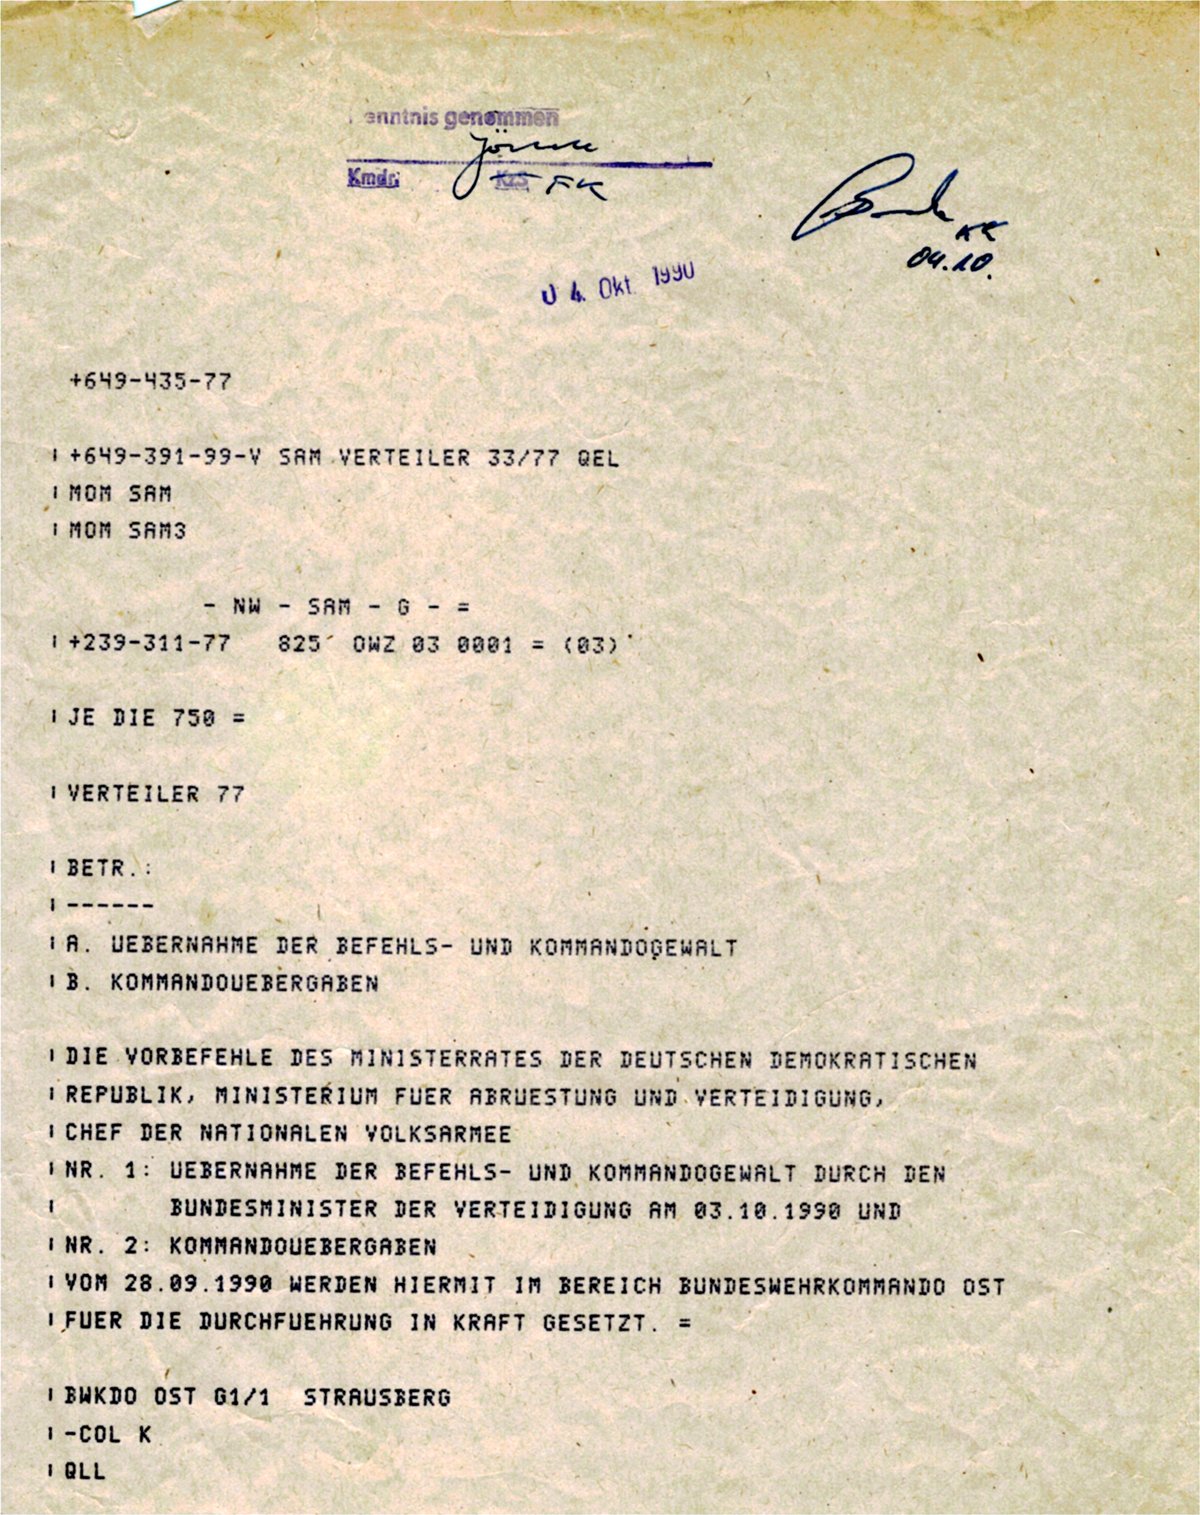 enntnis genommen
Kmdr. KzS FK
KK
04.10.
0 4. Okt. 1990
+649-435-77
+649-391-99-V SAM VERTEILER 33/77 QEL
MOM SAM
MOM SAM3
- NW - SAM - G - =
+239-311-77 825 OWZ 03 0001 = (03)
JE DIE 750 =
VERTEILER 77
BETR.:
------
A. UEBERNAHME DER BEFEHLS- UND KOMMANDOGEWALT
B. KOMMANDOUEBERGABEN
DIE VORBEFEHLE DES MINISTERRATES DER DEUTSCHEN DEMOKRATISCHEN
REPUBLIK, MINISTERIUM FUER ABRUESTUNG UND VERTEIDIGUNG,
CHEF DER NATIONALEN VOLKSARMEE
NR. 1: UEBERNAHME DER BEFEHLS- UND KOMMANDOGEWALT DURCH DEN
BUNDESMINISTER DER VERTEIDIGUNG AM 03.10.1990 UND
NR. 2: KOMMANDOUEBERGABEN
VOM 28.09.1990 WERDEN HIERMIT IM BEREICH BUNDESWEHRKOMMANDO OST
FUER DIE DURCHFUEHRUNG IN KRAFT GESETZT. =
BWKDO OST G1/1 STRAUSBERG
-COL K
QLL